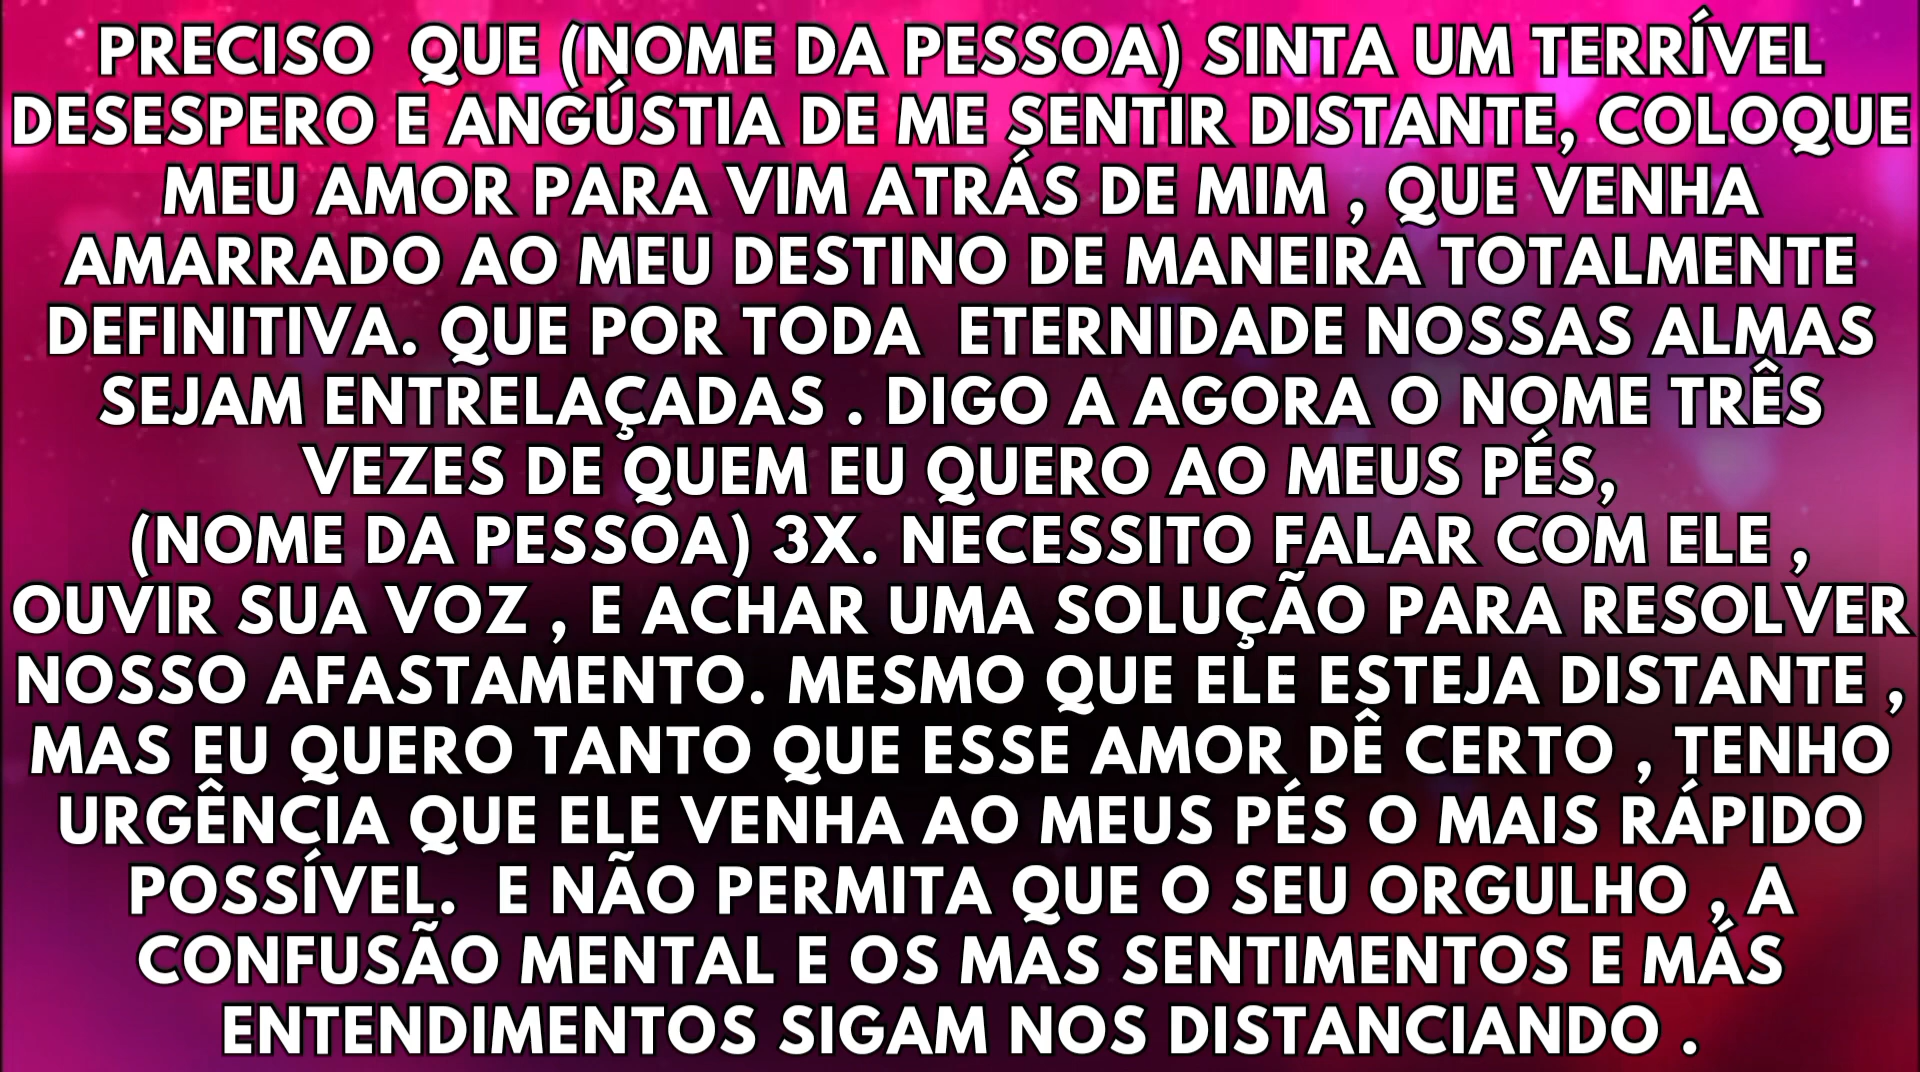 PRECISO  QUE (NOME DA PESSOA) SINTA UM TERRÍVEL
DESESPERO E ANGÚSTIA DE ME SENTIR DISTANTE, COLOQUE
MEU AMOR PARA VIM ATRÁS DE MIM , QUE VENHA
AMARRADO AO MEU DESTINO DE MANEIRA TOTALMENTE
DEFINITIVA. QUE POR TODA  ETERNIDADE NOSSAS ALMAS
SEJAM ENTRELAÇADAS . DIGO A AGORA O NOME TRÊS
VEZES DE QUEM EU QUERO AO MEUS PÉS,
(NOME DA PESSOA) 3X. NECESSITO FALAR COM ELE ,
OUVIR SUA VOZ , E ACHAR UMA SOLUÇÃO PARA RESOLVER
NOSSO AFASTAMENTO. MESMO QUE ELE ESTEJA DISTANTE ,
MAS EU QUERO TANTO QUE ESSE AMOR DÊ CERTO , TENHO
URGÊNCIA QUE ELE VENHA AO MEUS PÉS O MAIS RÁPIDO
POSSÍVEL.  E NÃO PERMITA QUE O SEU ORGULHO , A
CONFUSÃO MENTAL E OS MAS SENTIMENTOS E MÁS
ENTENDIMENTOS SIGAM NOS DISTANCIANDO .